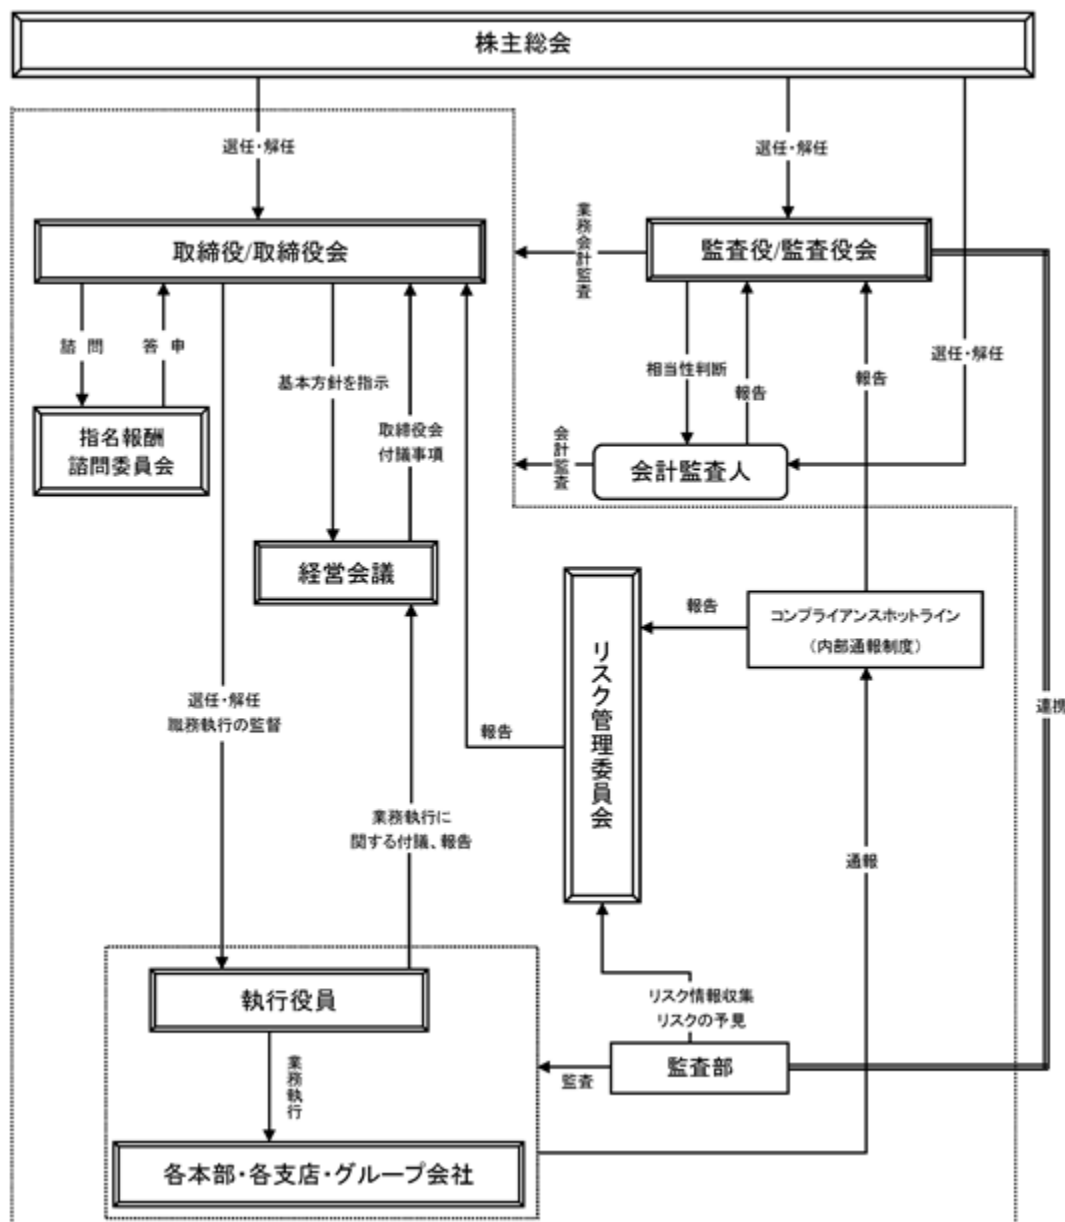 株主総会
選任・解任
選任・解任
取締役/取締役会
業務会計監査
監査役/監査役会
詰問
答申
基本方針を指示
相当性判断
報告
報告
選任・解任
指名報酬
諮問委員会
取締役会
付議事項
会計監査
会計監査人
経営会議
リスク管理委員会
報告
コンプライアンスホットライン
（内部通報制度）
選任・解任
職務執行の監督
報告
連携
業務執行に
関する付議、報告
通報
執行役員
リスク情報収集
リスクの予見
監査部
監査
業務執行
各本部・各支店・グループ会社